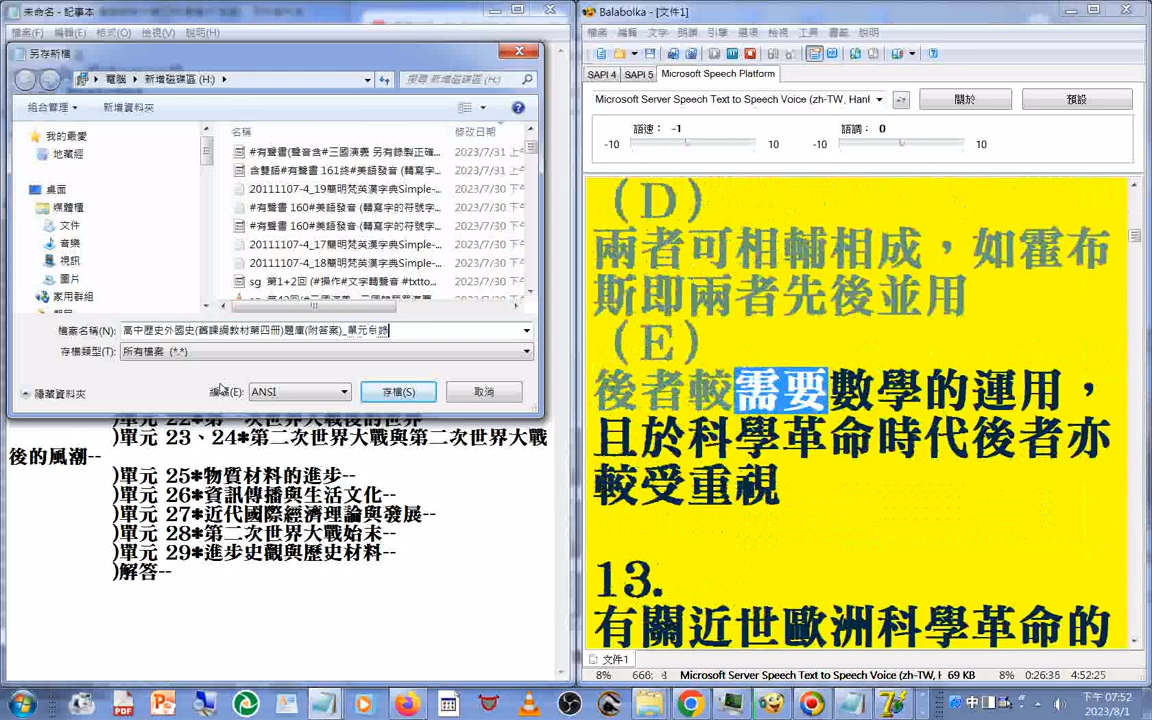 未命名 - 記事本
檔案(F) 編輯(E) 格式(O) 檢視(V) 說明(H)
另存新檔
電腦 新增磁碟區 (H:)
搜尋 新增磁碟區 (H:)
組合管理 新增資料夾
我的最愛
地藏經
桌面
媒體櫃
文件
音樂
視訊
圖片
家用群組
名稱 修改日期
#有聲書(聲音含#三國演義 另有錄製正確... 2023/7/31 上
含雙語#有聲書 161終#美語發音 (轉寫字... 2023/7/31 上
20111107-4_19簡明梵英漢字典Simple-... 2023/7/30 下
#有聲書 160#美語發音 (轉寫字的符號字... 2023/7/30 下
#有聲書 160#美語發音 (轉寫字的符號字... 2023/7/30 下
20111107-4_17簡明梵英漢字典Simple-... 2023/7/30 下
20111107-4_18簡明梵英漢字典Simple-... 2023/7/30 下
sg 第1+2回 (#操作#文字轉聲音 #txtto... 2023/7/30 下
檔案名稱(N): 高中歷史外國史(舊課綱教材第四冊)題庫(附答案)_單元目錄
存檔類型(T): 所有檔案 (*.*)
隱藏資料夾 編碼(E): ANSI 存檔(S) 取消
)單元 23、24*第二次世界大戰與第二次世界大戰
後的風潮--
)單元 25*物質材料的進步--
)單元 26*資訊傳播與生活文化--
)單元 27*近代國際經濟理論與發展--
)單元 28*第二次世界大戰始末--
)單元 29*進步史觀與歷史材料--
)解答--
Balabolka - [文件1]
檔案 編輯 文字 朗讀 引擎 選項 檢視 工具 書籤 說明
SAPI 4 SAPI 5 Microsoft Speech Platform
Microsoft Server Speech Text to Speech Voice (zh-TW, Hanl 關於 預設
語速： -1 語調： 0
-10 10 -10 10
(D)
兩者可相輔相成，如霍布
斯即兩者先後並用
(E)
後者較需要數學的運用，
且於科學革命時代後者亦
較受重視
13.
有關近世歐洲科學革命的
文件1
8% 666: Microsoft Server Speech Text to Speech Voice (zh-TW, H 69 KB 8% 0:26:35 4:52:25
中
下午 07:52
2023/8/1